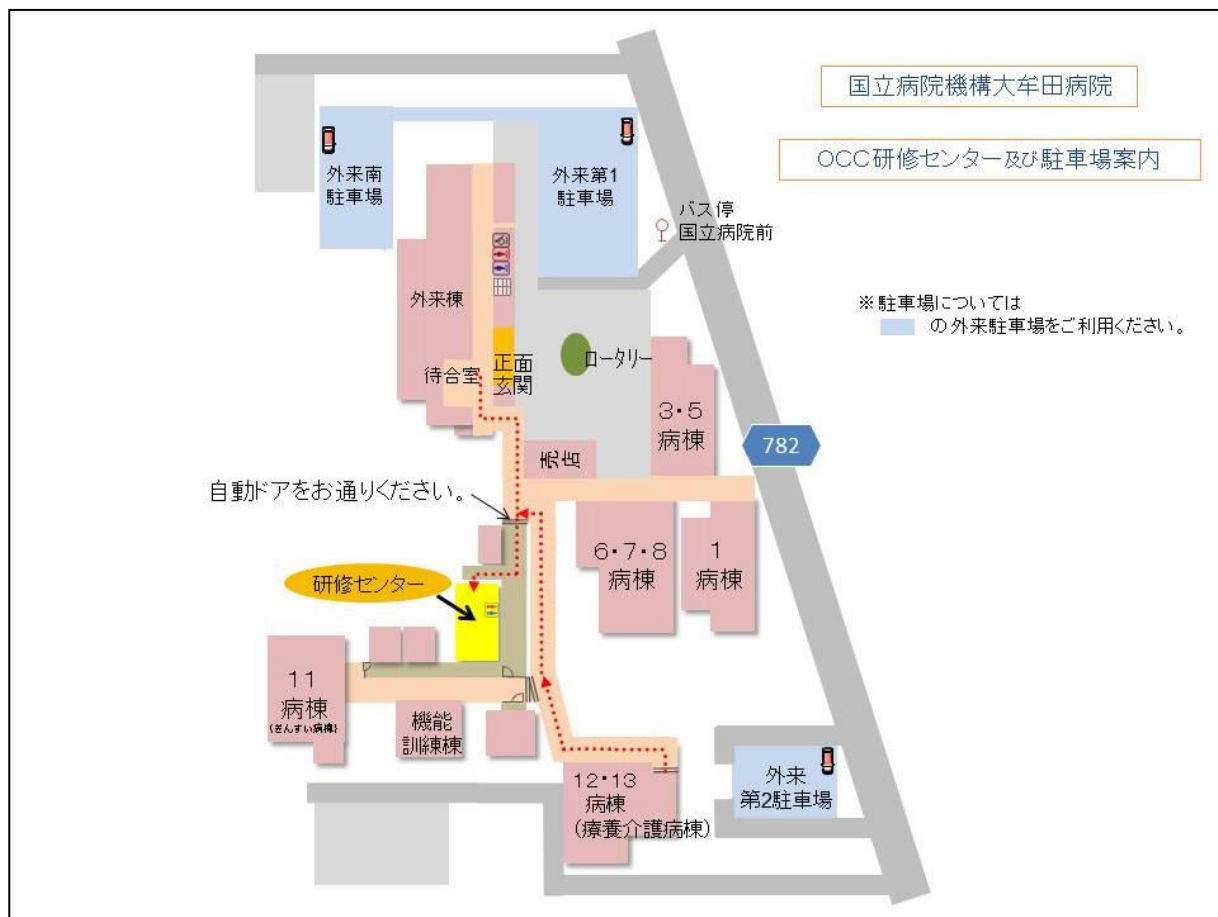 国立病院機構大牟田病院
OCC研修センター及び駐車場案内
外来南
駐車場
外来第1
駐車場
バス停
国立病院前
※駐車場については
の外来駐車場をご利用ください。
外来棟
正面
玄関
ロータリー
待合室
3・5
病棟
782
売店
自動ドアをお通りください。
6・7・8
病棟
1
病棟
研修センター
11
病棟
(ぎんすい病棟)
機能
訓練棟
12・13
病棟
(療養介護病棟)
外来
第2駐車場